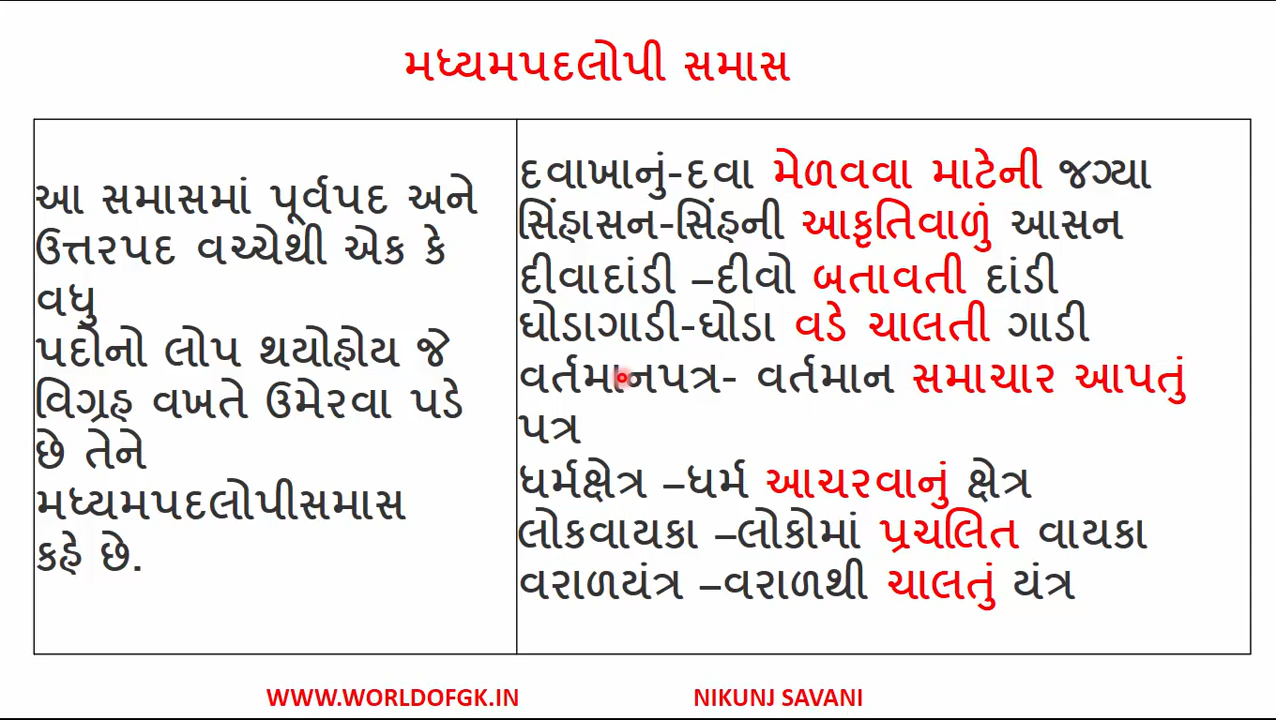 મધ્યમપદલોપી સમાસ
આ સમાસમાં પૂર્વપદ અને
ઉત્તરપદ વચ્ચેથી એક કે
વધુ
પદોનો લોપ થયોહોય જે
વિગ્રહ વખતે ઉમેરવા પડે
છે તેને
મધ્યમપદલોપીસમાસ
કહે છે.
દવાખાનું-દવા મેળવવા માટેની જગ્યા
સિંહાસન-સિંહની આકૃતિવાળું આસન
દીવાદાંડી –દીવો બતાવતી દાંડી
ઘોડાગાડી-ઘોડા વડે ચાલતી ગાડી
વર્તમાનપત્ર- વર્તમાન સમાચાર આપતું
પત્ર
ધર્મક્ષેત્ર –ધર્મ આચરવાનું ક્ષેત્ર
લોકવાયકા –લોકોમાં પ્રચલિત વાયકા
વરાળયંત્ર –વરાળથી ચાલતું યંત્ર
WWW.WORLDOFGK.IN NIKUNJ SAVANI